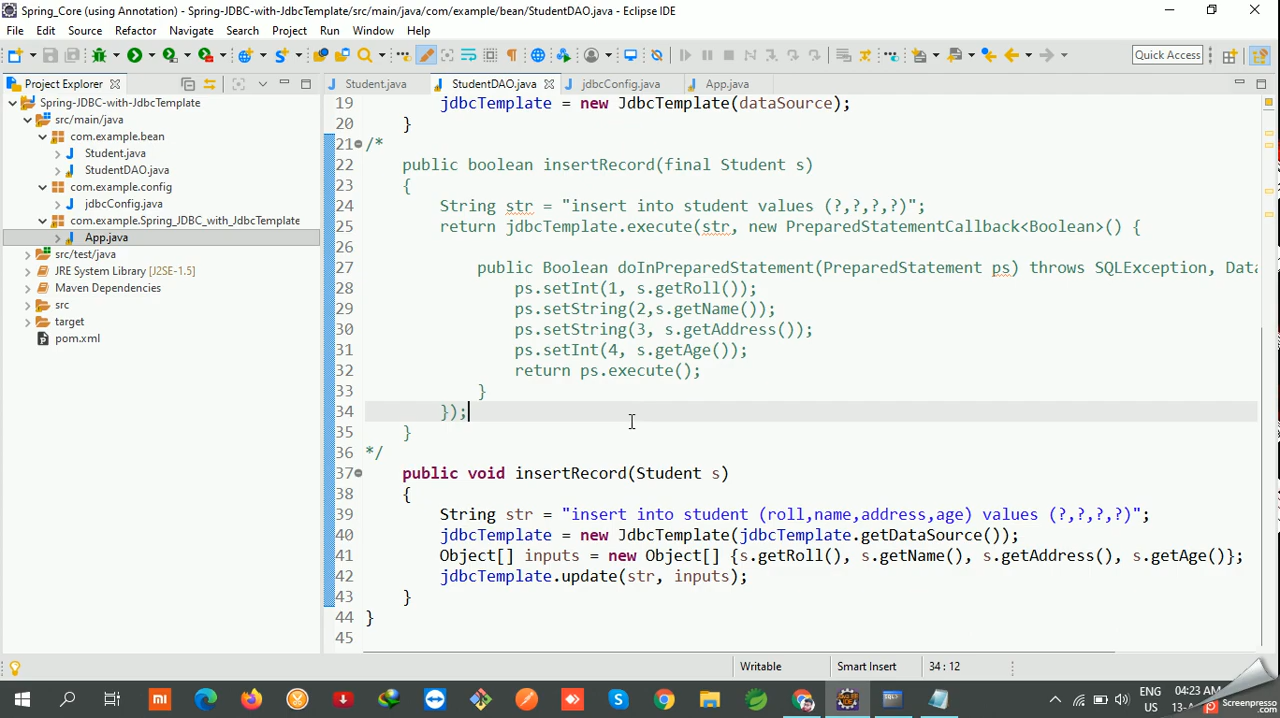 Spring_Core (using Annotation) - Spring-JDBC-with-JdbcTemplate/src/main/java/com/example/bean/StudentDAO.java - Eclipse IDE
File Edit Source Refactor Navigate Search Project Run Window Help
Quick Access
Project Explorer
Student.java StudentDAO.java jdbcConfig.java App.java
Spring-JDBC-with-JdbcTemplate
src/main/java
com.example.bean
Student.java
StudentDAO.java
com.example.config
jdbcConfig.java
com.example.Spring_JDBC_with_JdbcTemplate
App.java
src/test/java
JRE System Library [J2SE-1.5]
Maven Dependencies
src
target
pom.xml
19 jdbcTemplate = new JdbcTemplate(dataSource);
20 }
21 /*
22 public boolean insertRecord(final Student s)
23 {
24 String str = "insert into student values (?,?,?,?)";
25 return jdbcTemplate.execute(str, new PreparedStatementCallback<Boolean>() {
26
27 public Boolean doInPreparedStatement(PreparedStatement ps) throws SQLException, Data
28 ps.setInt(1, s.getRoll());
29 ps.setString(2,s.getName());
30 ps.setString(3, s.getAddress());
31 ps.setInt(4, s.getAge());
32 return ps.execute();
33 }
34 });
35 }
36 */
37 public void insertRecord(Student s)
38 {
39 String str = "insert into student (roll,name,address,age) values (?,?,?,?)";
40 jdbcTemplate = new JdbcTemplate(jdbcTemplate.getDataSource());
41 Object[] inputs = new Object[] {s.getRoll(), s.getName(), s.getAddress(), s.getAge()};
42 jdbcTemplate.update(str, inputs);
43 }
44 }
45
Writable Smart Insert 34 : 12
ENG 04:23 AM
US 13-A
Screenpresso.com